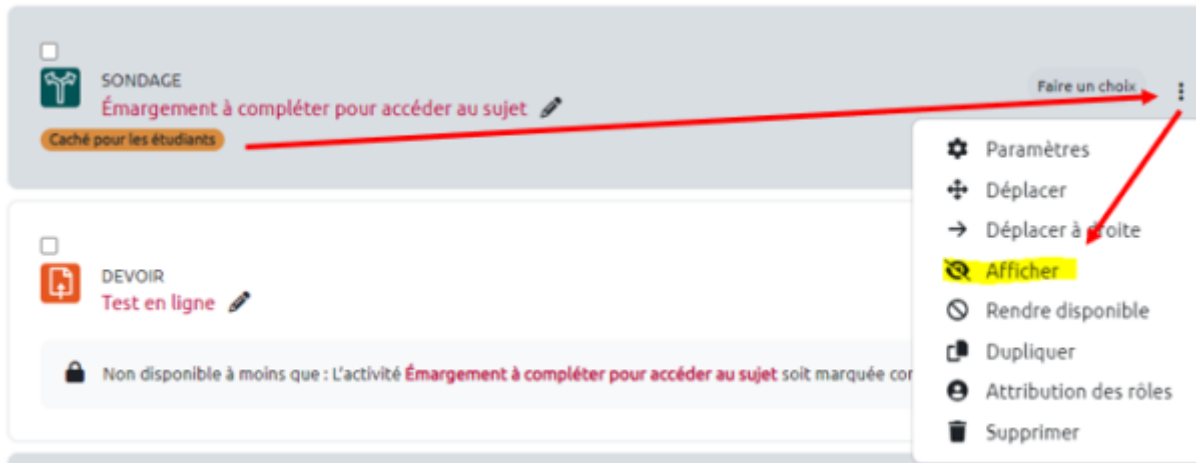 SONDAGE
Émargement à compléter pour accéder au sujet
Faire un choix
Caché pour les étudiants
Paramètres
Déplacer
Déplacer à droite
Afficher
Rendre disponible
Dupliquer
Attribution des rôles
Supprimer
DEVOIR
Test en ligne
Non disponible à moins que : L'activité Émargement à compléter pour accéder au sujet soit marquée cor